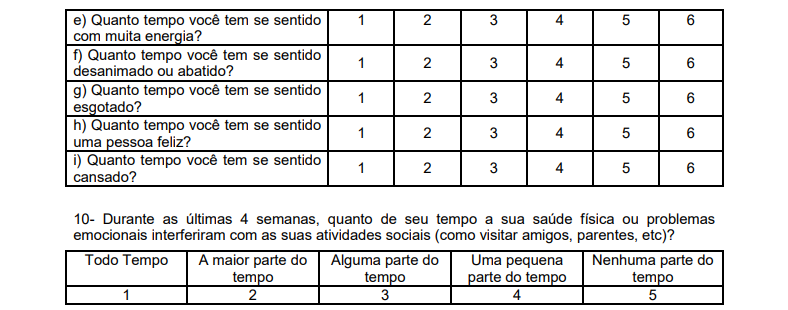 e) Quanto tempo você tem se sentido com muita energia? 1 2 3 4 5 6
f) Quanto tempo você tem se sentido desanimado ou abatido? 1 2 3 4 5 6
g) Quanto tempo você tem se sentido esgotado? 1 2 3 4 5 6
h) Quanto tempo você tem se sentido uma pessoa feliz? 1 2 3 4 5 6
i) Quanto tempo você tem se sentido cansado? 1 2 3 4 5 6
10- Durante as últimas 4 semanas, quanto de seu tempo a sua saúde física ou problemas
emocionais interferiram com as suas atividades sociais (como visitar amigos, parentes, etc)?
Todo Tempo A maior parte do tempo Alguma parte do tempo Uma pequena parte do tempo Nenhuma parte do tempo
1 2 3 4 5